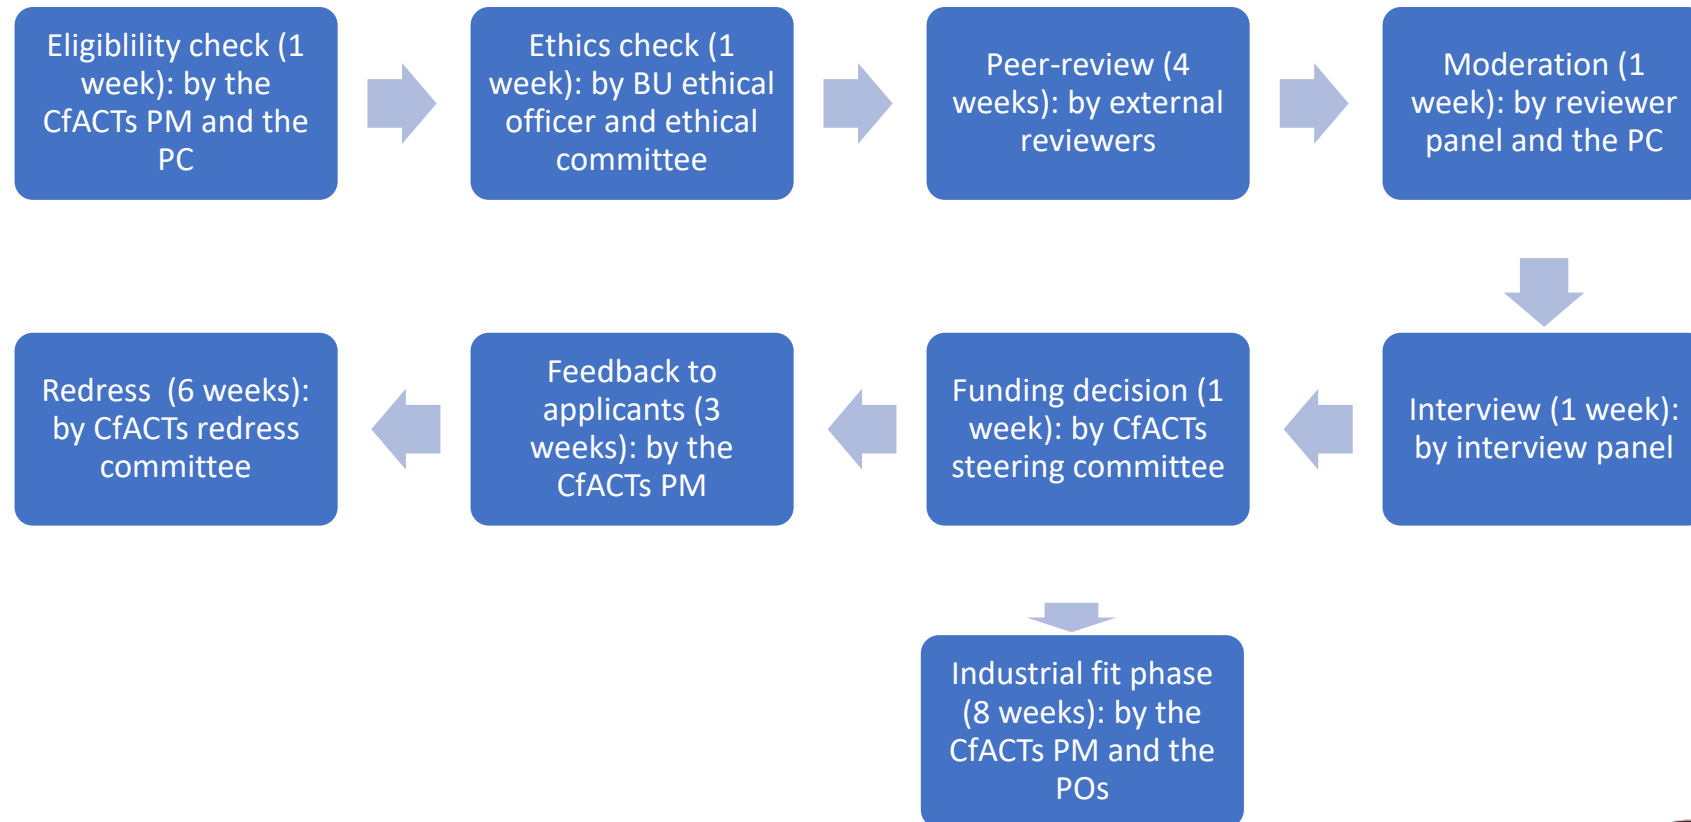 Eligiblility check (1
week): by the
CfACTs PM and the
PC
Ethics check (1
week): by BU ethical
officer and ethical
committee
Peer-review (4
weeks): by external
reviewers
Moderation (1
week): by reviewer
panel and the PC
Interview (1 week):
by interview panel
Funding decision (1
week): by CfACTs
steering committee
Feedback to
applicants (3
weeks): by the
CfACTs PM
Redress (6 weeks):
by CfACTs redress
committee
Industrial fit phase
(8 weeks): by the
CfACTs PM and the
POs